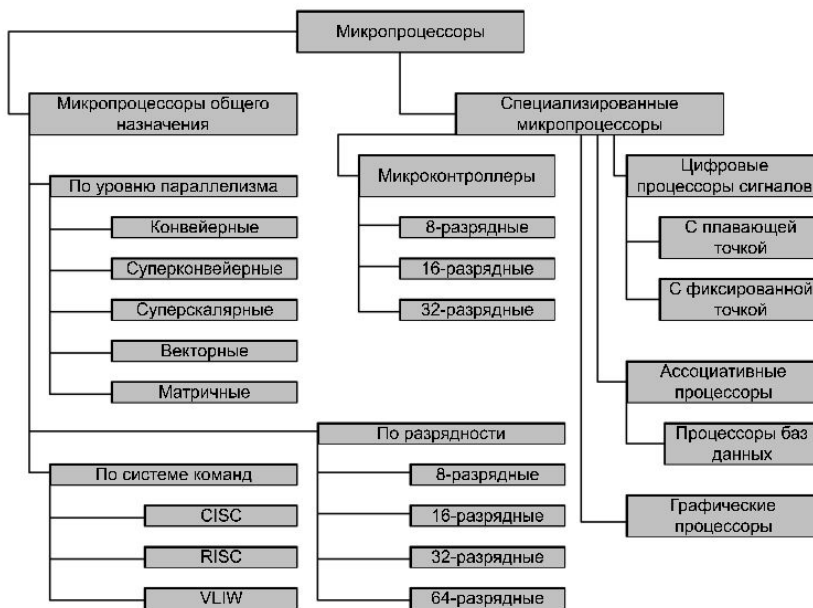 Микропроцессоры
Микропроцессоры общего
назначения
По уровню параллелизма
Конвейерные
Суперконвейерные
Суперскалярные
Векторные
Матричные
По системе команд
CISC
RISC
VLIW
По разрядности
8-разрядные
16-разрядные
32-разрядные
64-разрядные
Специализированные
микропроцессоры
Микроконтроллеры
8-разрядные
16-разрядные
32-разрядные
Цифровые
процессоры сигналов
С плавающей
точкой
С фиксированной
точкой
Ассоциативные
процессоры
Процессоры баз
данных
Графические
процессоры